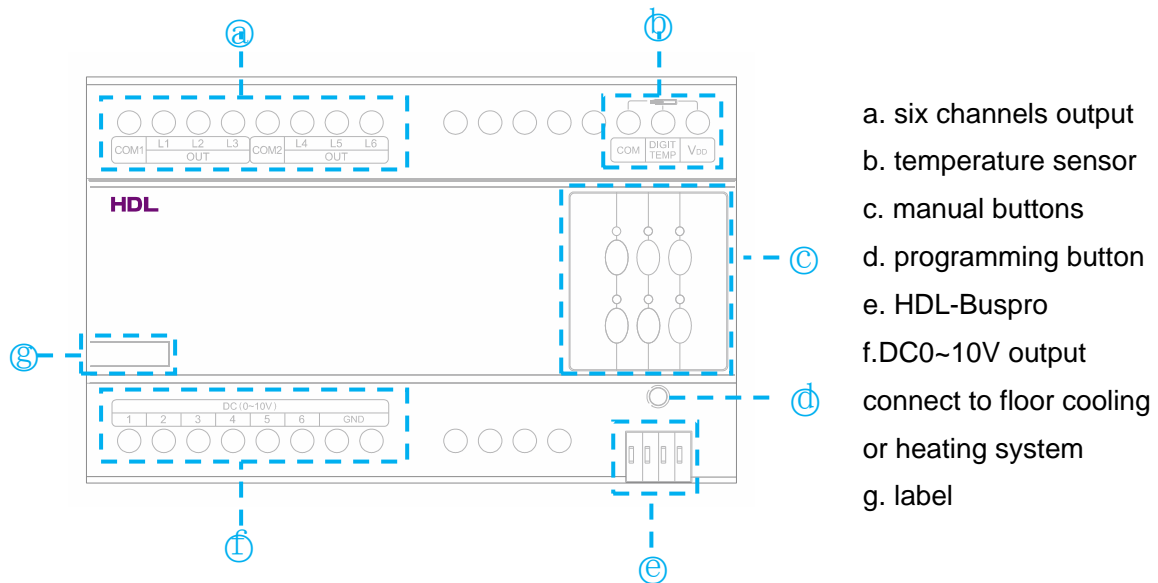 ⓐ
ⓑ
COM1 L1 L2 L3 COM2 L4 L5 L6
OUT OUT
COM DIGIT TEMP VDD
HDL
ⓒ
ⓖ
ⓓ
DC(0~10V)
1 2 3 4 5 6 GND
ⓕ
ⓔ
a. six channels output
b. temperature sensor
c. manual buttons
d. programming button
e. HDL-Buspro
f.DC0~10V output
connect to floor cooling
or heating system
g. label